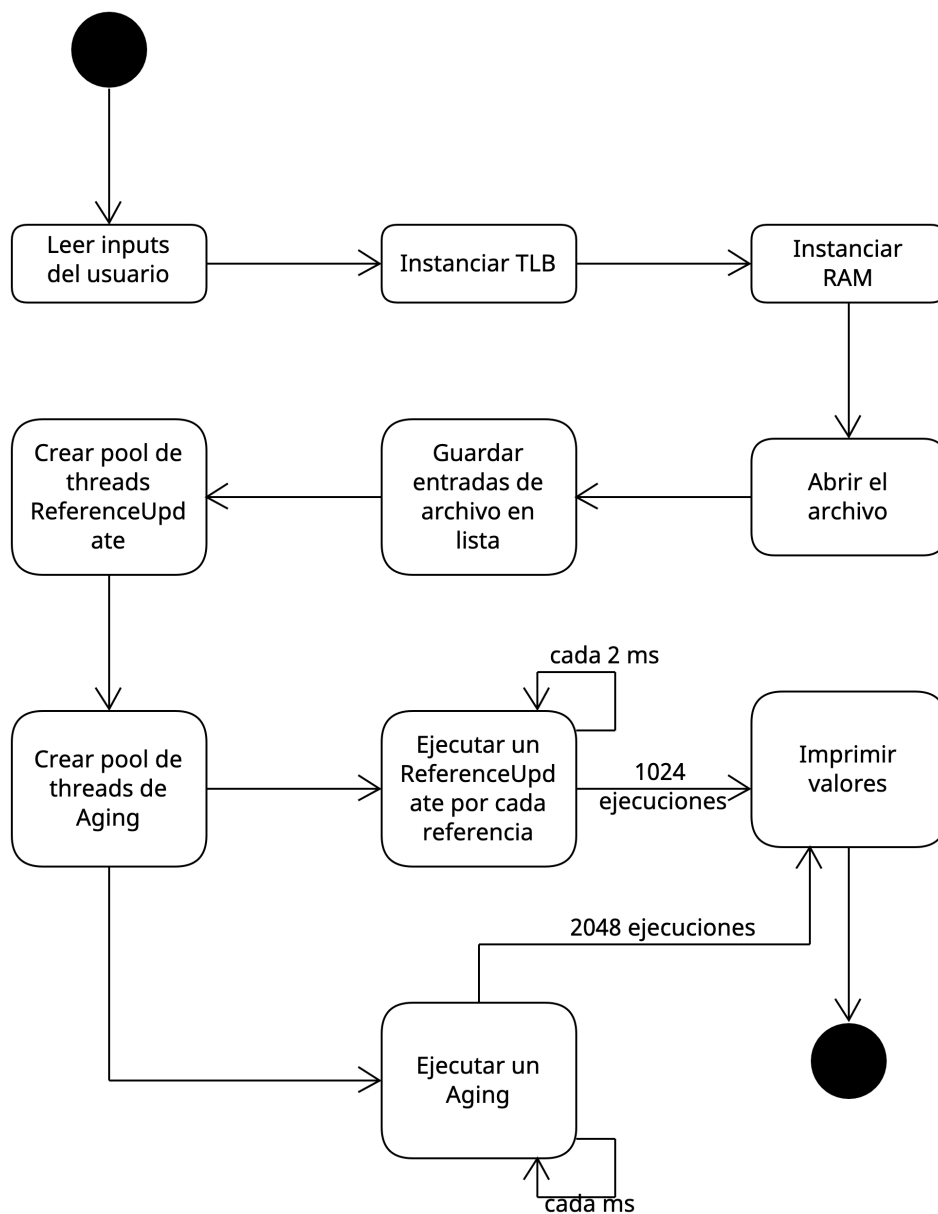 Leer inputs
del usuario
Instanciar TLB
Instanciar
RAM
Crear pool de
threads
ReferenceUpd
ate
Guardar
entradas de
archivo en
lista
Abrir el
archivo
cada 2 ms
Crear pool de
threads de
Aging
Ejecutar un
ReferenceUpd
ate por cada
referencia
1024
ejecuciones
Imprimir
valores
2048 ejecuciones
Ejecutar un
Aging
cada ms